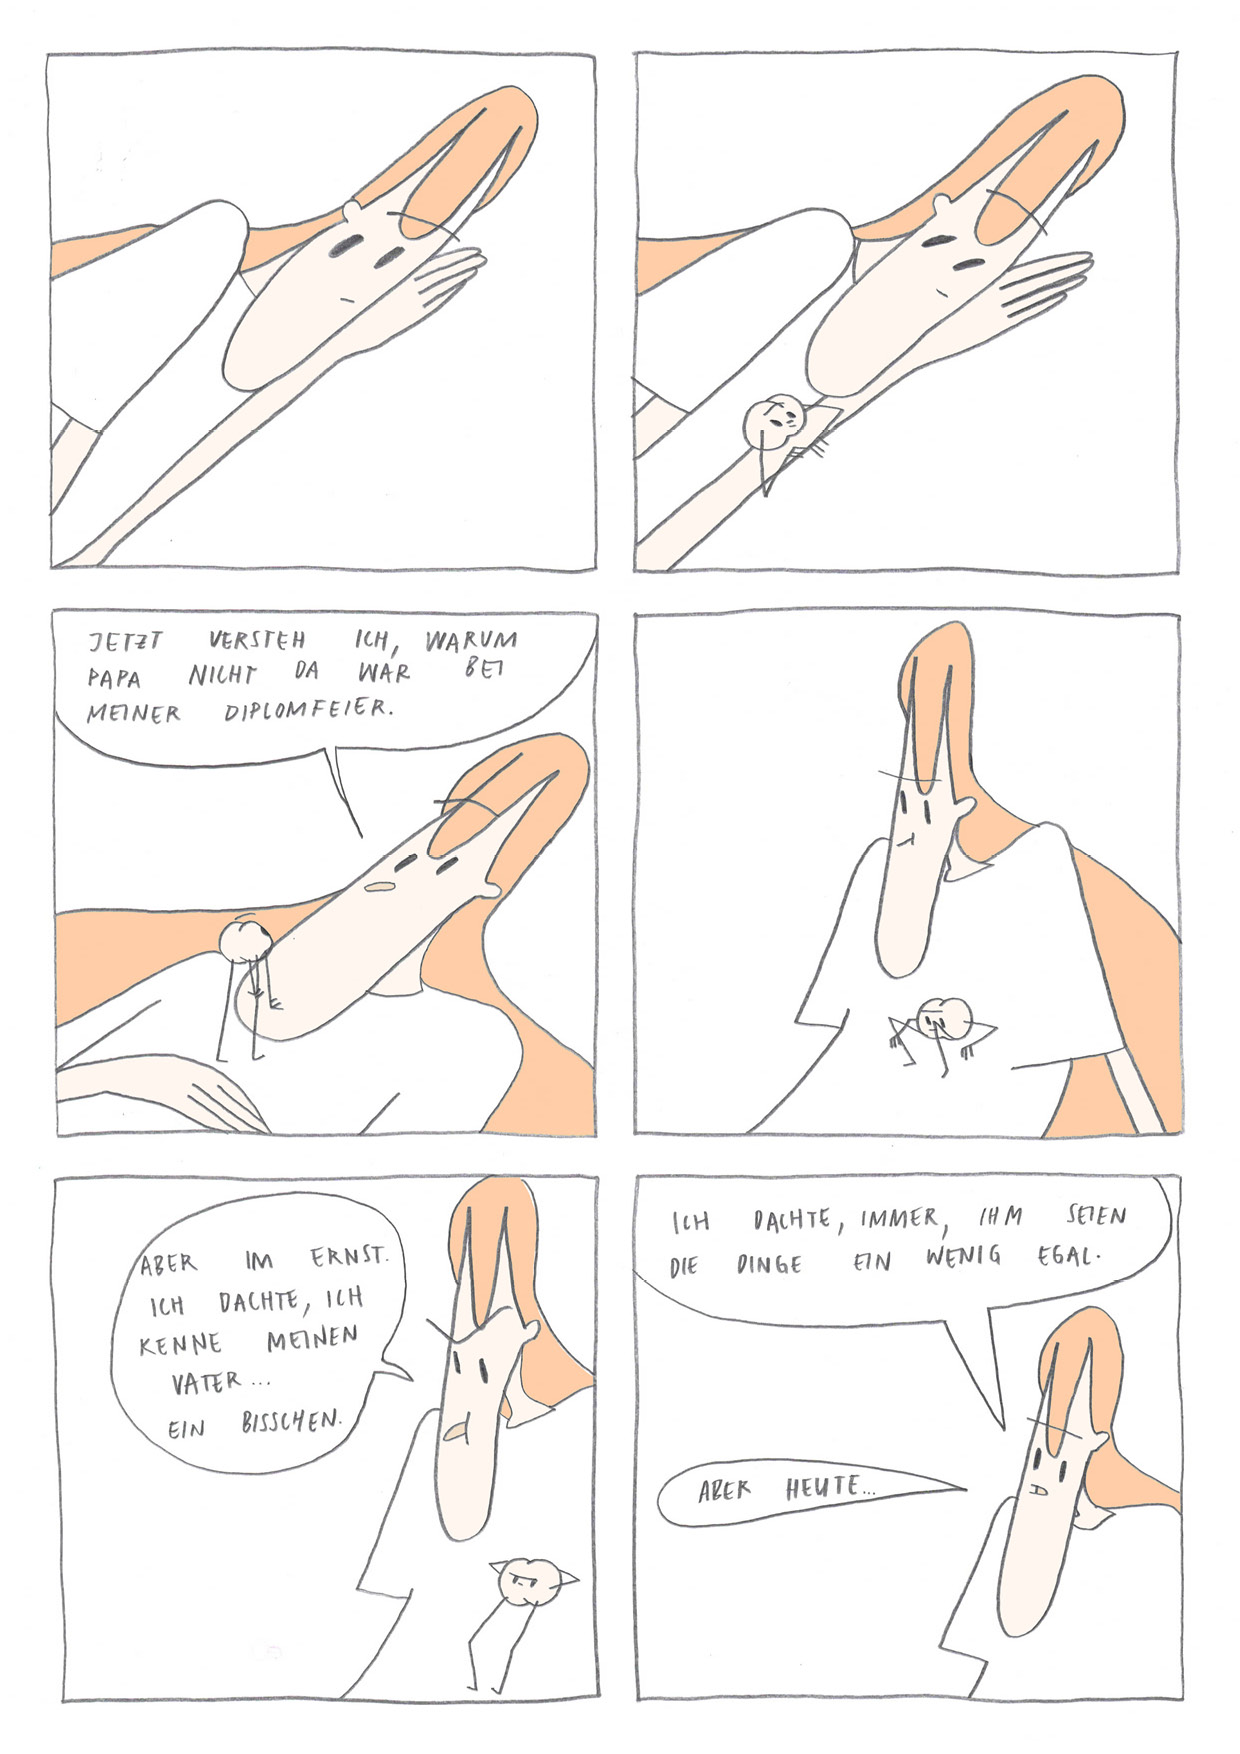 JETZT VERSTEH ICH, WARUM
PAPA NICHT DA WAR BEI
MEINER DIPLOMFEIER.
ABER IM ERNST.
ICH DACHTE, ICH
KENNE MEINEN
VATER...
EIN BISSCHEN.
ICH DACHTE, IMMER, IHM SEIEN
DIE DINGE EIN WENIG EGAL.
ABER HEUTE...